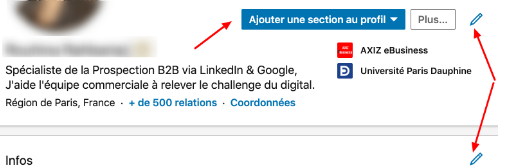 Ajouter une section au profil
Plus...
AXIZ eBusiness
Université Paris Dauphine
Spécialiste de la Prospection B2B via LinkedIn & Google,
J'aide l'équipe commerciale à relever le challenge du digital.
Région de Paris, France · + de 500 relations · Coordonnées
Infos